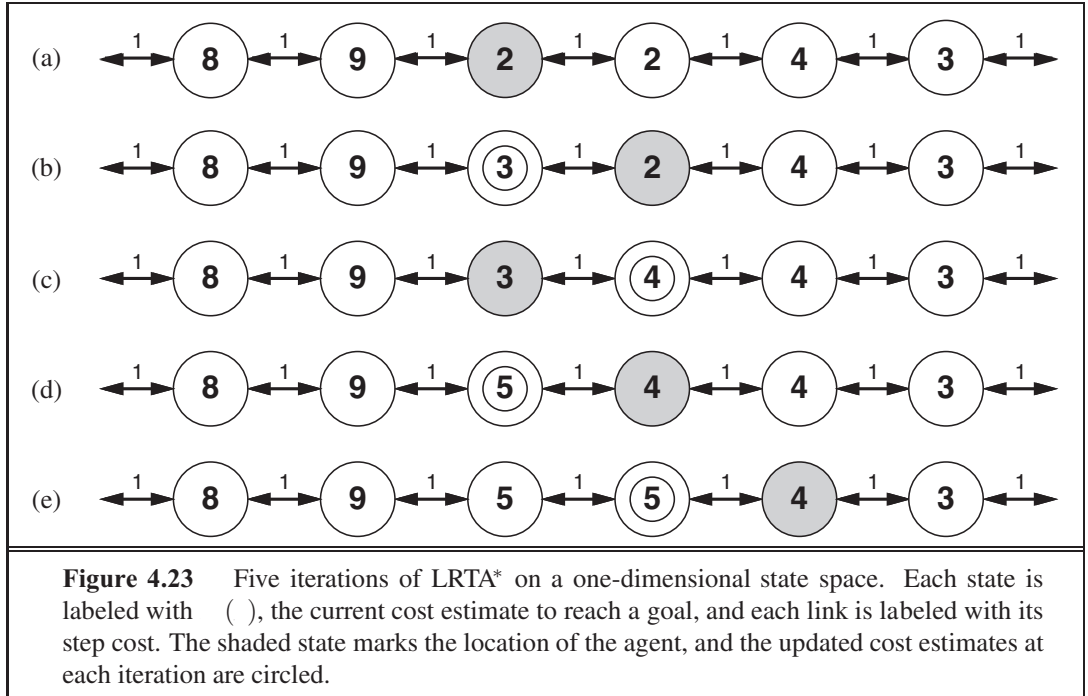 1 1 1 1 1 1 1
(a) 8 9 2 2 4 3
1 1 1 1 1 1 1
(b) 8 9 3 2 4 3
1 1 1 1 1 1 1
(c) 8 9 3 4 4 3
1 1 1 1 1 1 1
(d) 8 9 5 4 4 3
1 1 1 1 1 1 1
(e) 8 9 5 5 4 3
Figure 4.23 Five iterations of LRTA* on a one-dimensional state space. Each state is
labeled with ( ), the current cost estimate to reach a goal, and each link is labeled with its
step cost. The shaded state marks the location of the agent, and the updated cost estimates at
each iteration are circled.